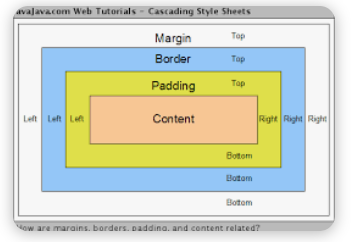 avaJava.com Web Tutorials - Cascading Style Sheets
Margin Top
Border Top
Padding Top
Left Left Left Content Right Right Right
Bottom
Bottom
Bottom
How are margins, borders, padding, and content related?